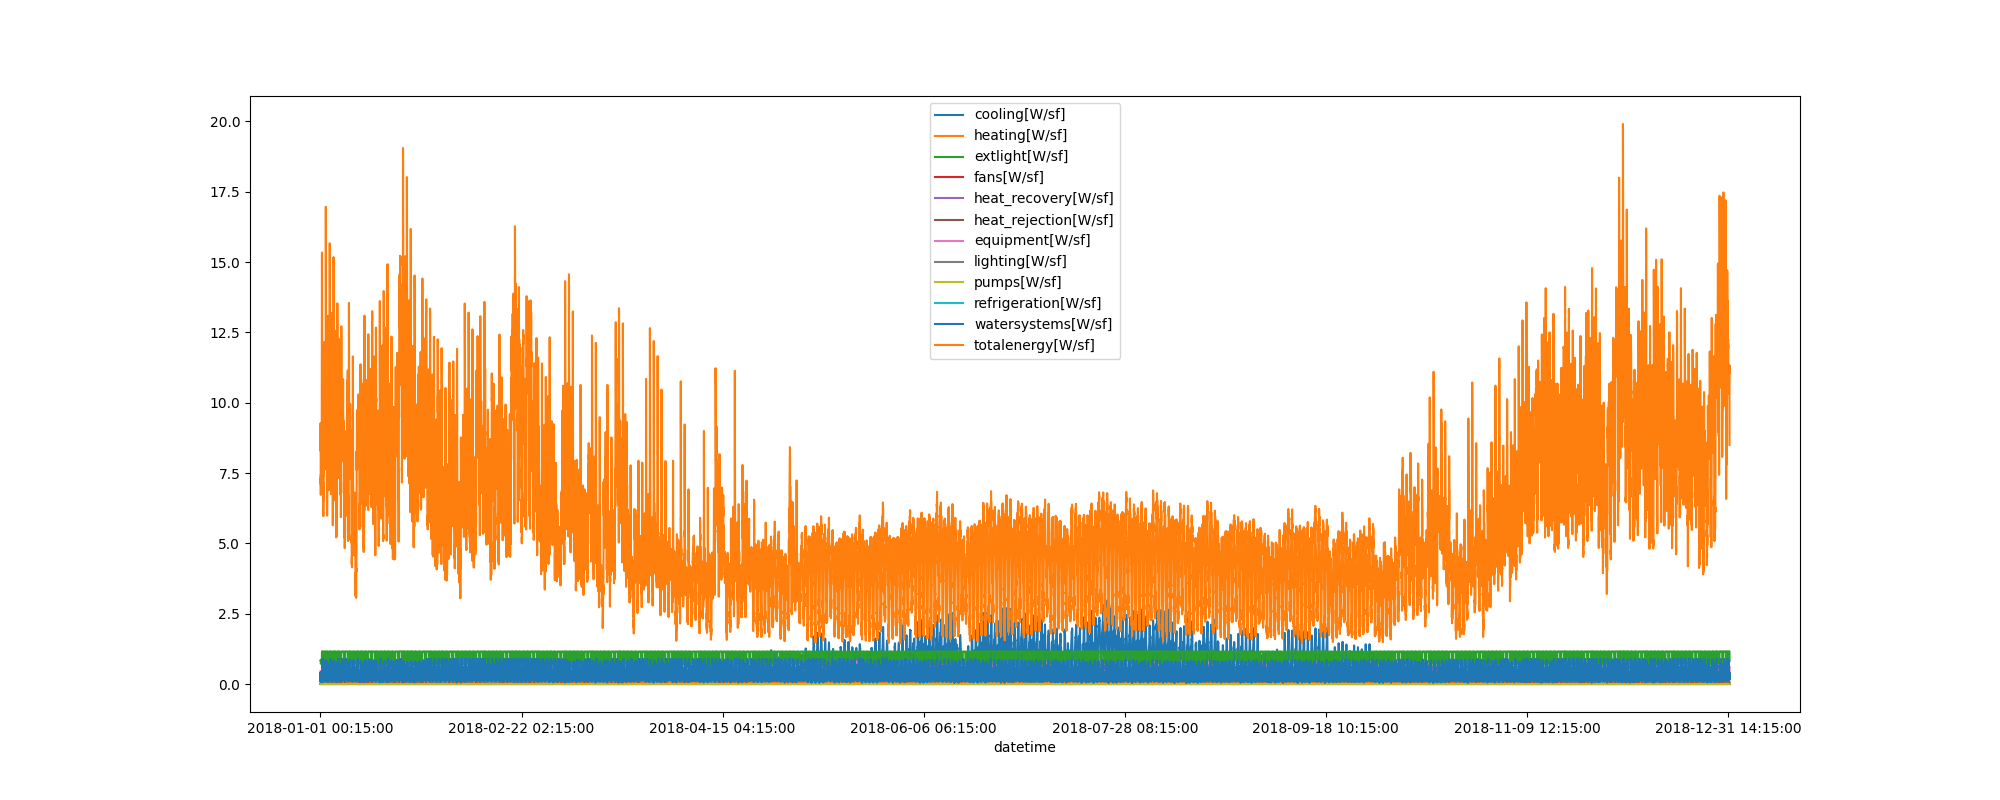 20.0
17.5
15.0
12.5
10.0
7.5
5.0
2.5
0.0
cooling[W/sf]
heating[W/sf]
extlight[W/sf]
fans[W/sf]
heat_recovery[W/sf]
heat_rejection[W/sf]
equipment[W/sf]
lighting[W/sf]
pumps[W/sf]
refrigeration[W/sf]
watersystems[W/sf]
totalenergy[W/sf]
2018-01-01 00:15:00 2018-02-22 02:15:00 2018-04-15 04:15:00 2018-06-06 06:15:00 2018-07-28 08:15:00 2018-09-18 10:15:00 2018-11-09 12:15:00 2018-12-31 14:15:00
datetime